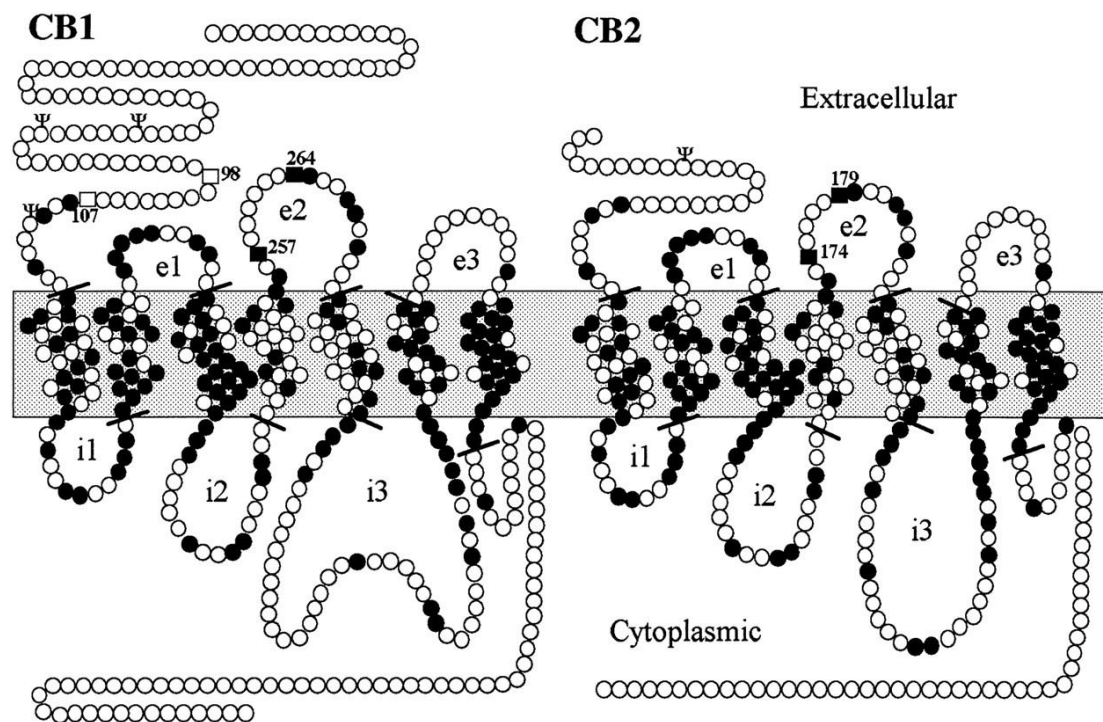 CB1
CB2
Extracellular
Ψ Ψ
Ψ
264
98
179
Ψ
107
e2
e2
257
174
e1
e3
e1
e3
i1
i2
i3
i1
i2
i3
Cytoplasmic